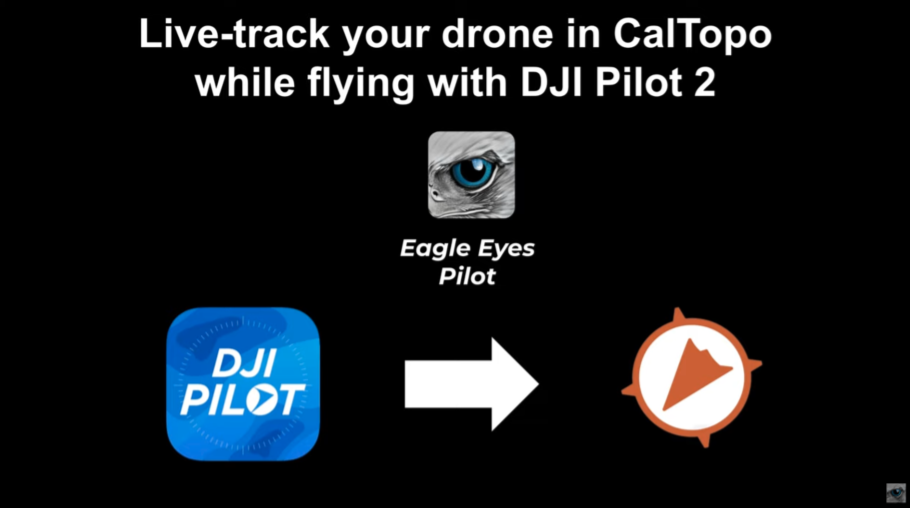 Live-track your drone in CalTopo
while flying with DJI Pilot 2
Eagle Eyes
Pilot
DJI
PILOT